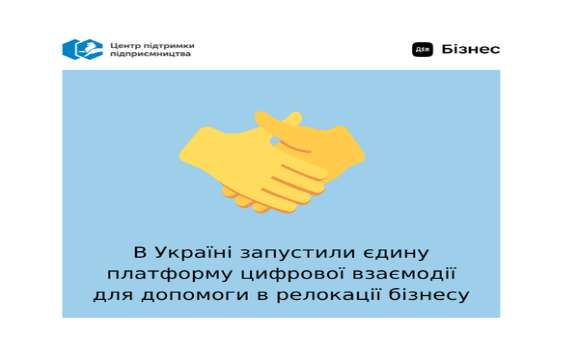 Центр підтримки
підприємництва
Дія Бізнес
В Україні запустили єдину
платформу цифрової взаємодії
для допомоги в релокації бізнесу